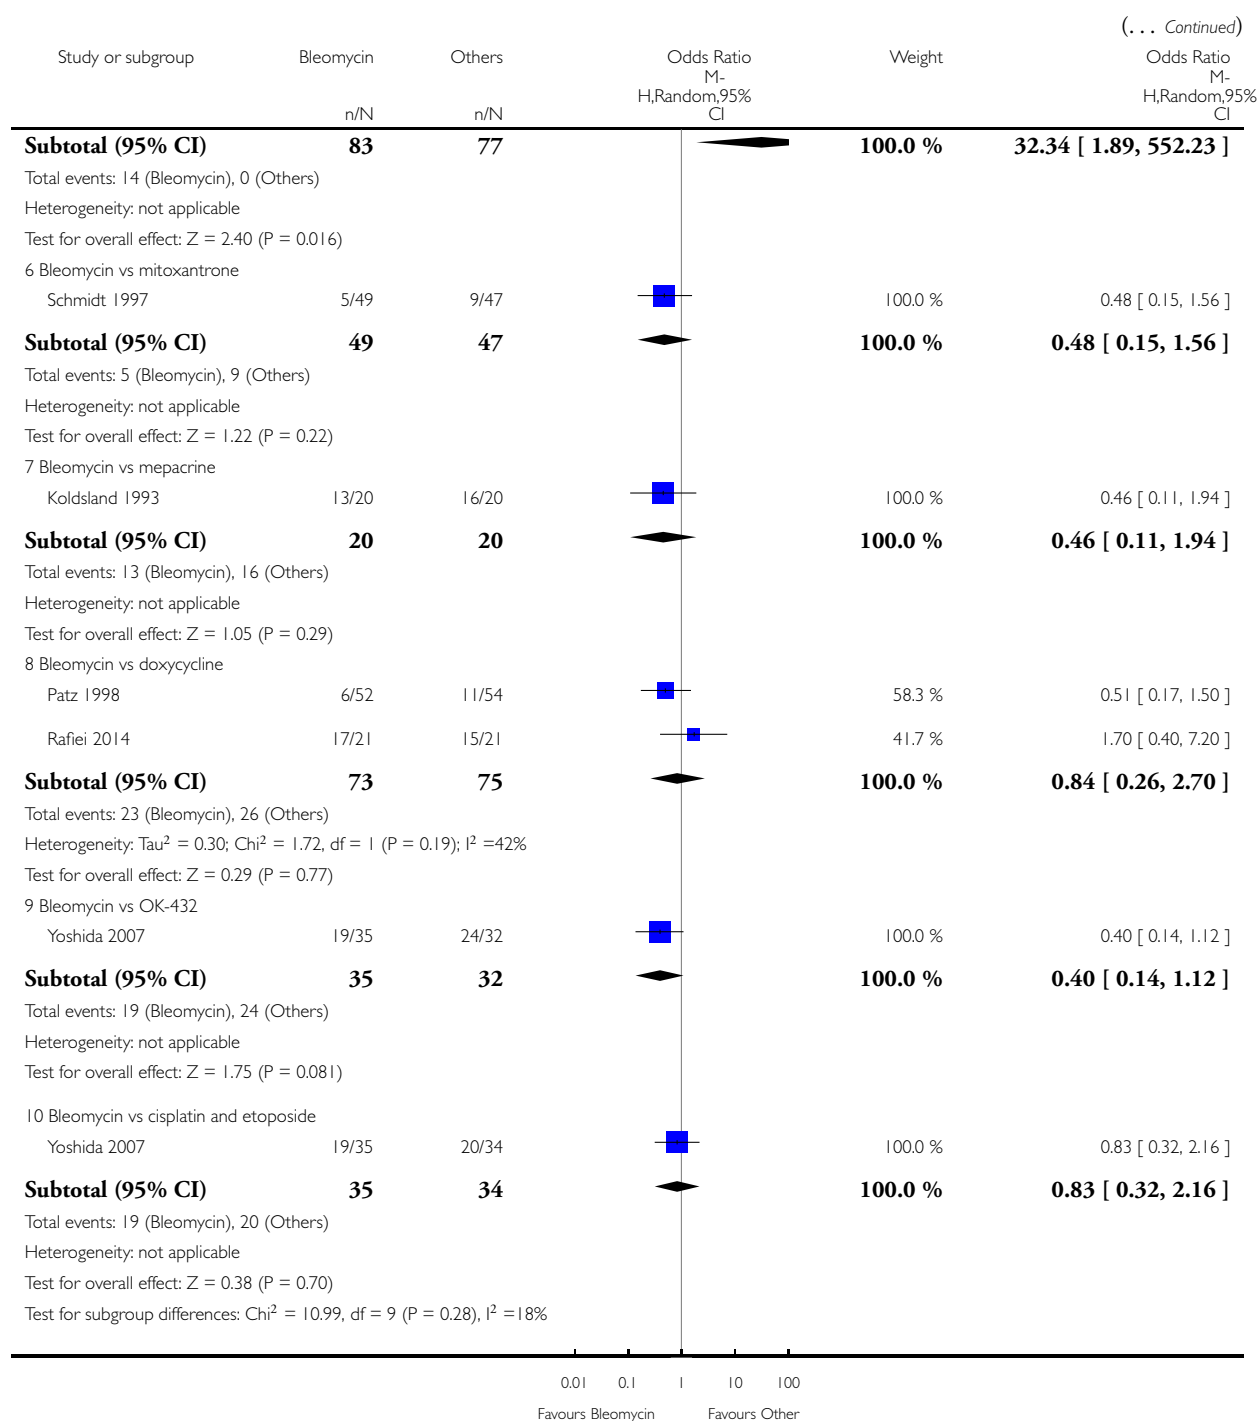 (... Continued)
Study or subgroup Bleomycin Others Odds Ratio Weight Odds Ratio
M- M-
H,Random,95% H,Random,95%
n/N n/N CI CI
Subtotal (95% CI) 83 77 100.0 % 32.34 [ 1.89, 552.23 ]
Total events: 14 (Bleomycin), 0 (Others)
Heterogeneity: not applicable
Test for overall effect: Z = 2.40 (P = 0.016)
6 Bleomycin vs mitoxantrone
Schmidt 1997 5/49 9/47 100.0 % 0.48 [ 0.15, 1.56 ]
Subtotal (95% CI) 49 47 100.0 % 0.48 [ 0.15, 1.56 ]
Total events: 5 (Bleomycin), 9 (Others)
Heterogeneity: not applicable
Test for overall effect: Z = 1.22 (P = 0.22)
7 Bleomycin vs mepacrine
Koldsland 1993 13/20 16/20 100.0 % 0.46 [ 0.11, 1.94 ]
Subtotal (95% CI) 20 20 100.0 % 0.46 [ 0.11, 1.94 ]
Total events: 13 (Bleomycin), 16 (Others)
Heterogeneity: not applicable
Test for overall effect: Z = 1.05 (P = 0.29)
8 Bleomycin vs doxycycline
Patz 1998 6/52 11/54 58.3 % 0.51 [ 0.17, 1.50 ]
Rafiei 2014 17/21 15/21 41.7 % 1.70 [ 0.40, 7.20 ]
Subtotal (95% CI) 73 75 100.0 % 0.84 [ 0.26, 2.70 ]
Total events: 23 (Bleomycin), 26 (Others)
Heterogeneity: Tau² = 0.30; Chi² = 1.72, df = 1 (P = 0.19); I² =42%
Test for overall effect: Z = 0.29 (P = 0.77)
9 Bleomycin vs OK-432
Yoshida 2007 19/35 24/32 100.0 % 0.40 [ 0.14, 1.12 ]
Subtotal (95% CI) 35 32 100.0 % 0.40 [ 0.14, 1.12 ]
Total events: 19 (Bleomycin), 24 (Others)
Heterogeneity: not applicable
Test for overall effect: Z = 1.75 (P = 0.081)
10 Bleomycin vs cisplatin and etoposide
Yoshida 2007 19/35 20/34 100.0 % 0.83 [ 0.32, 2.16 ]
Subtotal (95% CI) 35 34 100.0 % 0.83 [ 0.32, 2.16 ]
Total events: 19 (Bleomycin), 20 (Others)
Heterogeneity: not applicable
Test for overall effect: Z = 0.38 (P = 0.70)
Test for subgroup differences: Chi² = 10.99, df = 9 (P = 0.28), I² =18%
0.01 0.1 1 10 100
Favours Bleomycin Favours Other